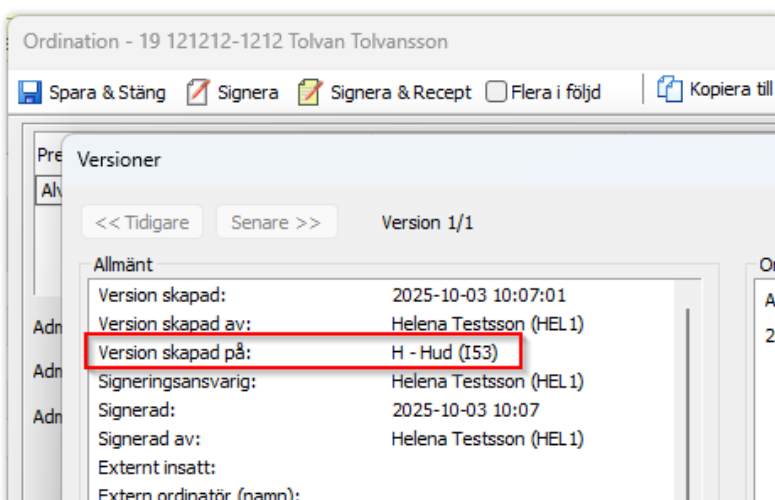 Ordination - 19 121212-1212 Tolvan Tolvansson
Spara & Stäng Signera Signera & Recept Flera i följd Kopiera till
Versioner
<< Tidigare Senare >> Version 1/1
Allmänt
Version skapad: 2025-10-03 10:07:01
Version skapad av: Helena Testsson (HEL1)
Version skapad på: H - Hud (I53)
Signeringsansvarig: Helena Testsson (HEL1)
Signerad: 2025-10-03 10:07
Signerad av: Helena Testsson (HEL1)
Externt insatt:
Extern ordinatör (namn):